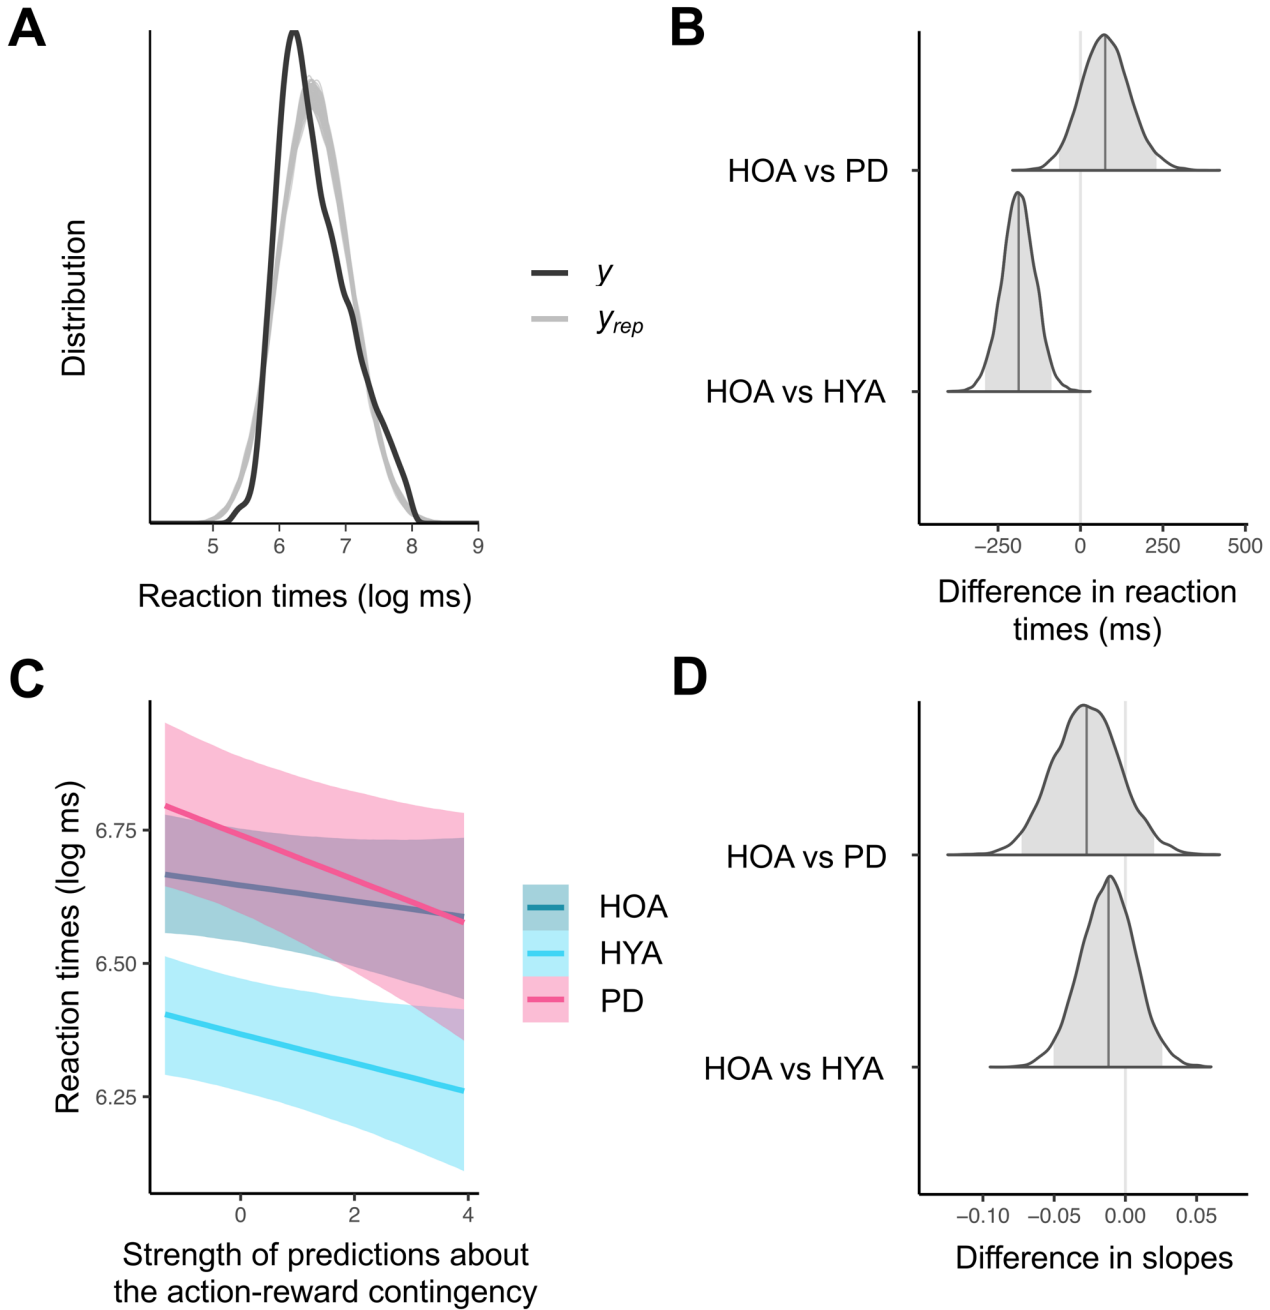 A
Distribution
y
yrep
5 6 7 8 9
Reaction times (log ms)
B
HOA vs PD
HOA vs HYA
−250 0 250 500
Difference in reaction
times (ms)
C
Reaction times (log ms)
6.75
6.50
6.25
HOA
HYA
PD
0 2 4
Strength of predictions about
the action-reward contingency
D
HOA vs PD
HOA vs HYA
−0.10 −0.05 0.00 0.05
Difference in slopes